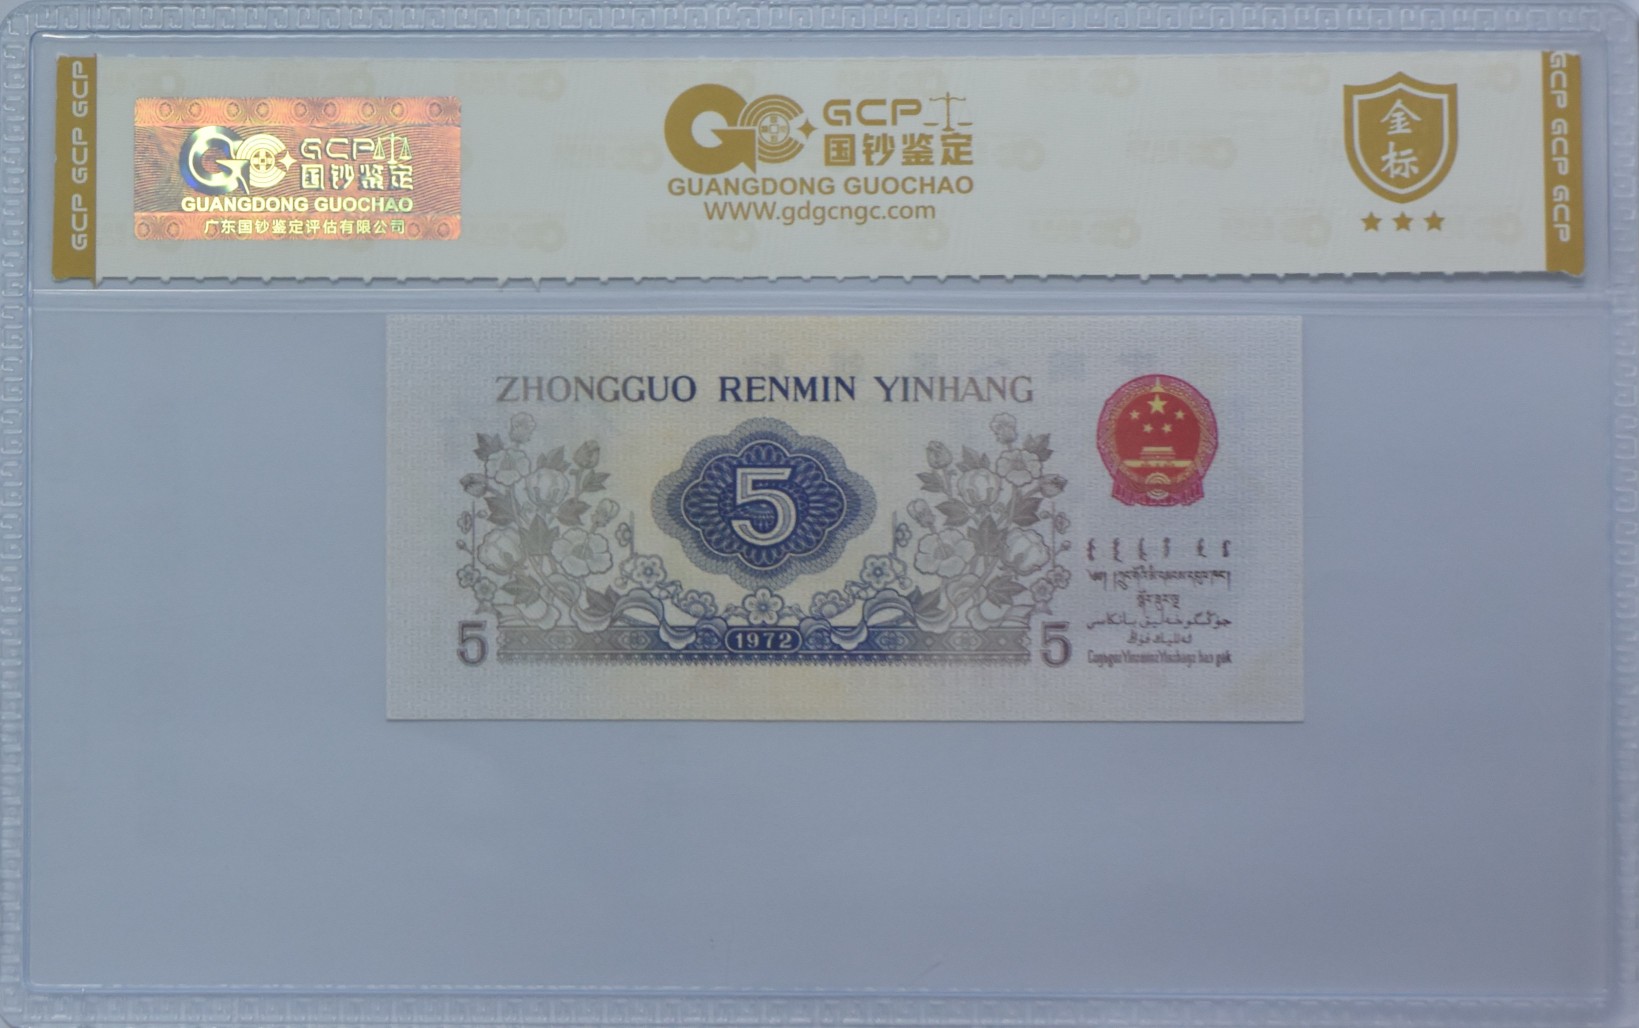 GCP GCP GCP
GCP
国钞鉴定
GUANGDONG GUOCHAO
广东国钞鉴定评估有限公司
GCP
国钞鉴定
GUANGDONG GUOCHAO
WWW.gdgcngc.com
金标
GCP GCP GCP
ZHONGGUO RENMIN YINHANG
5
1972
5
5